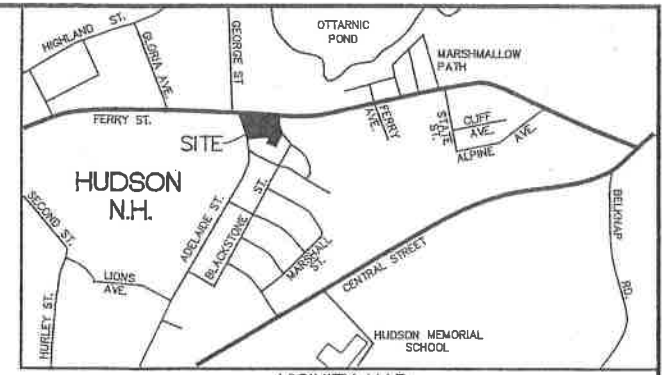 HIGHLAND ST.
GLORIA AVE.
GEORGE ST
OTTARNIC
POND
MARSHMALLOW
PATH
FERRY ST.
FERRY
AVE.
STATE
ST.
CLIFF
AVE.
ALPINE AVE.
SITE
HUDSON
N.H.
SECOND ST.
ADELAIDE ST.
BLACKSTONE ST.
MARSHALL
ST.
CENTRAL STREET
BELKNAP
RD.
LIONS
AVE.
HURLEY ST.
HUDSON MEMORIAL
SCHOOL